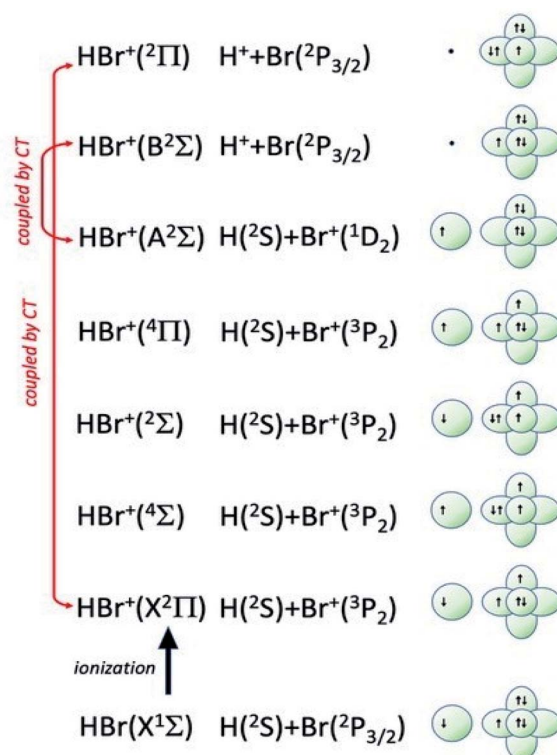 HBr⁺(²Π) H⁺+Br(²P₃/₂) ↑↓ ↓↑ ↑
HBr⁺(B²Σ) H⁺+Br(²P₃/₂) ↑↓ ↑ ↑↓
coupled by CT
HBr⁺(A²Σ) H(²S)+Br⁺(¹D₂) ↑ ↑↓ ↑↓
HBr⁺(⁴Π) H(²S)+Br⁺(³P₂) ↑ ↑ ↑ ↑↓
coupled by CT
HBr⁺(²Σ) H(²S)+Br⁺(³P₂) ↓ ↑ ↓↑ ↑
HBr⁺(⁴Σ) H(²S)+Br⁺(³P₂) ↑ ↑ ↓↑ ↑
HBr⁺(X²Π) H(²S)+Br⁺(³P₂) ↓ ↑ ↑ ↑↓
ionization
HBr(X¹Σ) H(²S)+Br(²P₃/₂) ↓ ↑↓ ↑ ↑↓